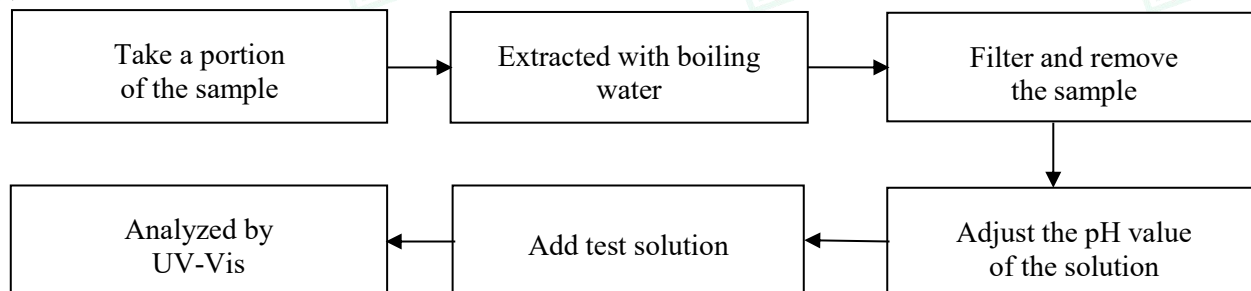 Take a portion
of the sample
Extracted with boiling
water
Filter and remove
the sample
Adjust the pH value
of the solution
Add test solution
Analyzed by
UV-Vis